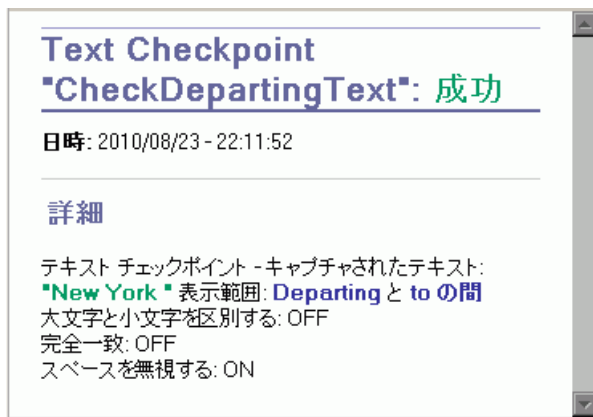 Text Checkpoint
"CheckDepartingText": 成功
日時: 2010/08/23 - 22:11:52
詳細
テキスト チェックポイント - キャプチャされたテキスト:
"New York " 表示範囲: Departing と to の間
大文字と小文字を区別する: OFF
完全一致: OFF
スペースを無視する: ON